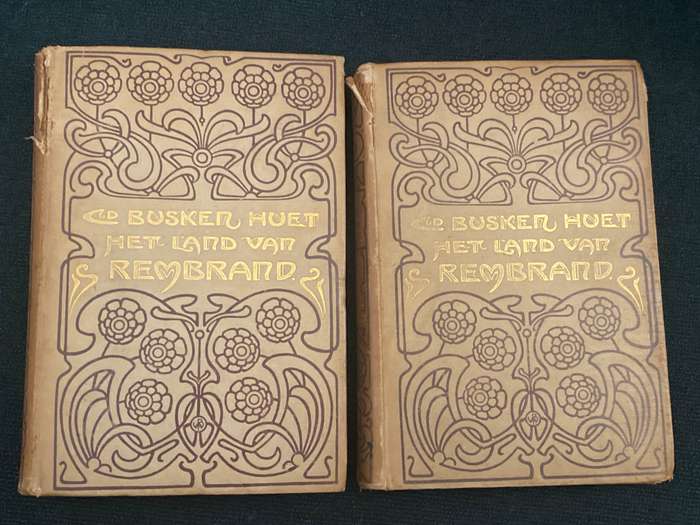 CD BUSKEN HUET
HET LAND VAN
REMBRAND.
CD BUSKEN HUET
HET LAND VAN
REMBRAND.